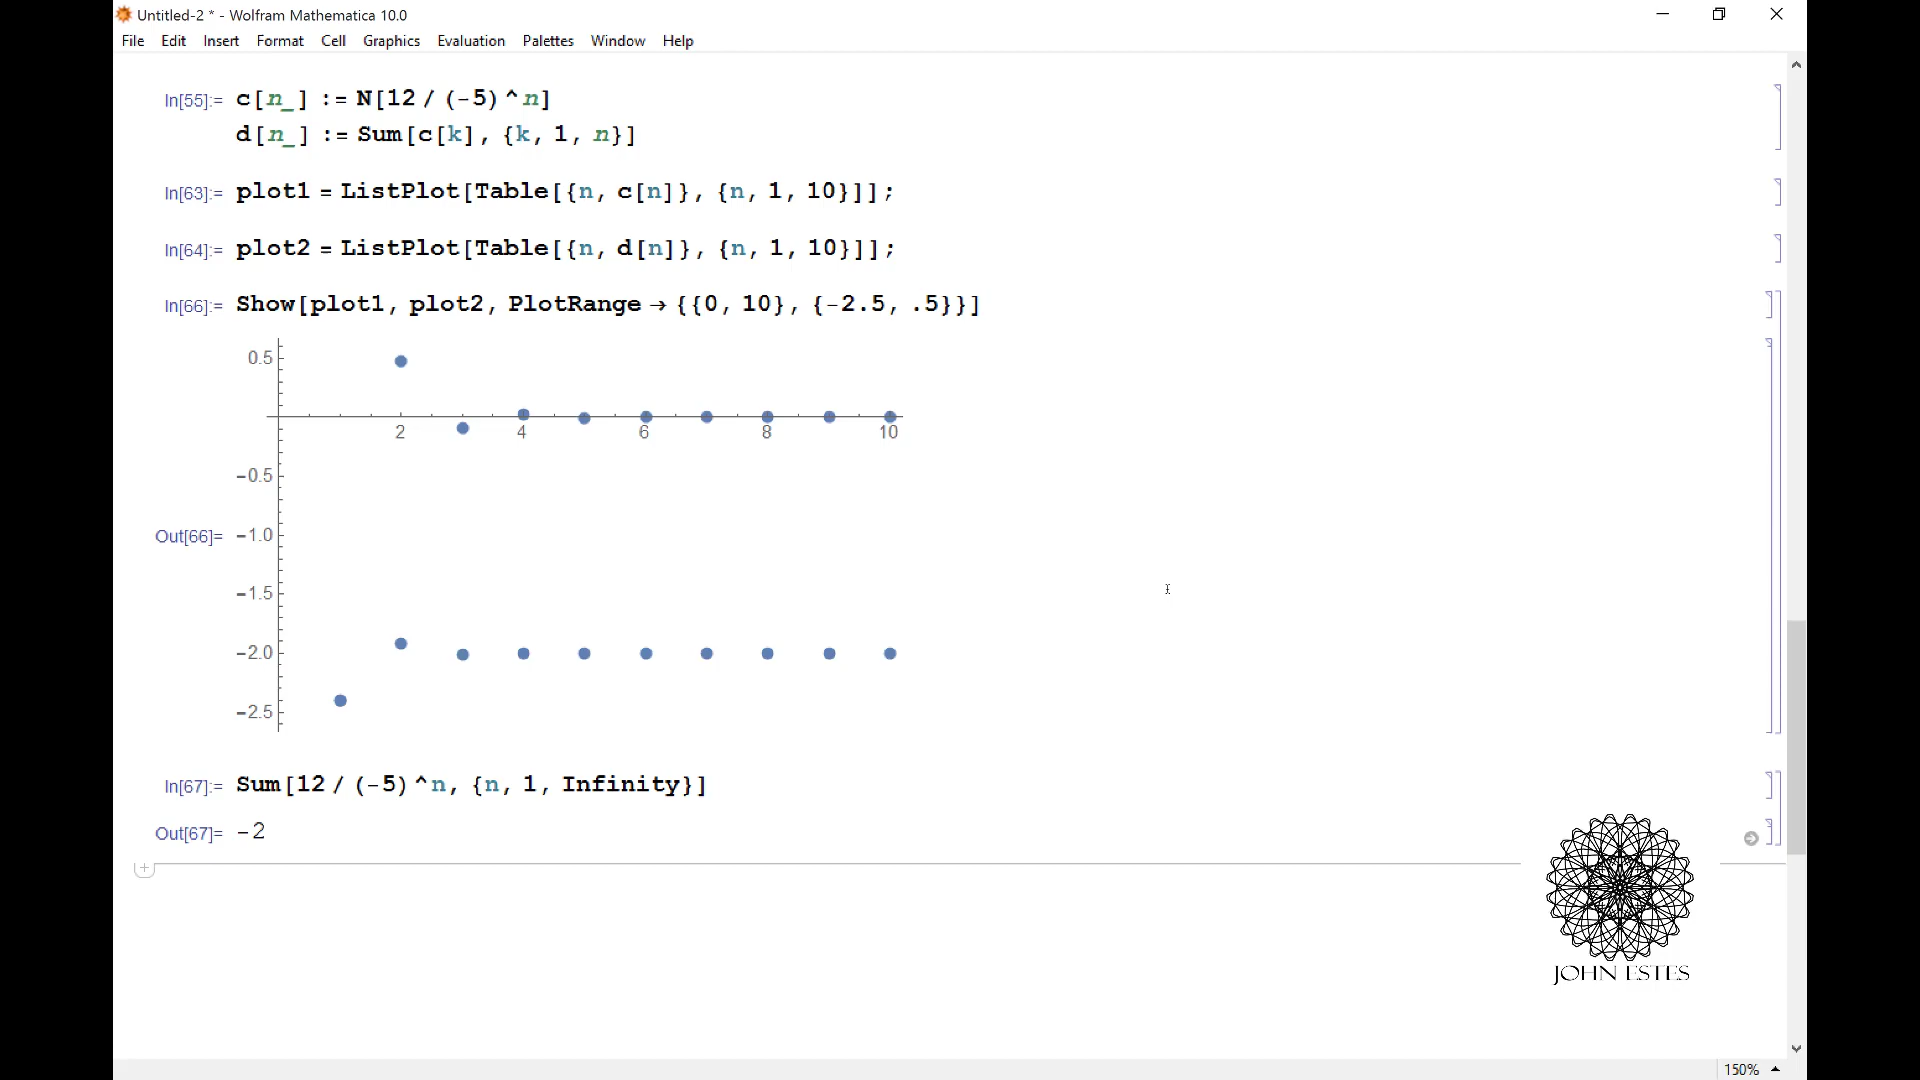 Untitled-2 * - Wolfram Mathematica 10.0
File Edit Insert Format Cell Graphics Evaluation Palettes Window Help
In[55]:= c[n_] := N[12 / (-5) ^ n]
d[n_] := Sum[c[k], {k, 1, n}]
In[63]:= plot1 = ListPlot[Table[{n, c[n]}, {n, 1, 10}]];
In[64]:= plot2 = ListPlot[Table[{n, d[n]}, {n, 1, 10}]];
In[66]:= Show[plot1, plot2, PlotRange → {{0, 10}, {-2.5, .5}}]
0.5
2 4 6 8 10
-0.5
Out[66]= -1.0
-1.5
-2.0
-2.5
In[67]:= Sum[12 / (-5) ^ n, {n, 1, Infinity}]
Out[67]= -2
JOHN ESTES
150%